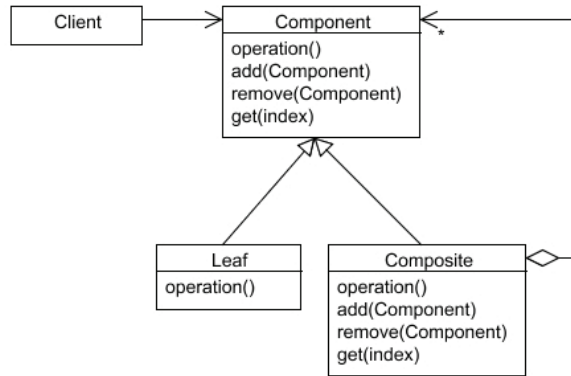 Client
Component
operation()
add(Component)
remove(Component)
get(index)
*
Leaf
operation()
Composite
operation()
add(Component)
remove(Component)
get(index)